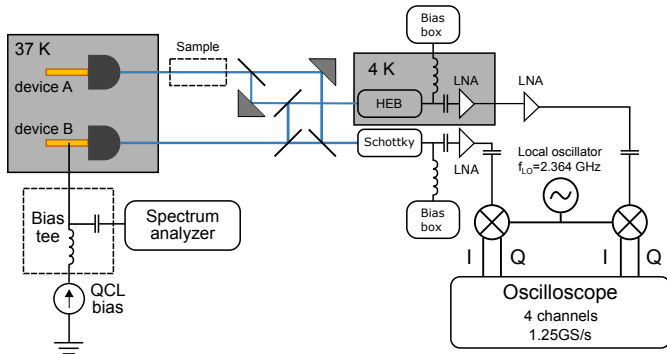 37 K
device A
device B
Sample
Bias
box
4 K
LNA
HEB
LNA
Schottky
LNA
Bias
box
Local oscillator
fLO=2.364 GHz
Bias
tee
Spectrum
analyzer
QCL
bias
I
Q
I
Q
Oscilloscope
4 channels
1.25GS/s